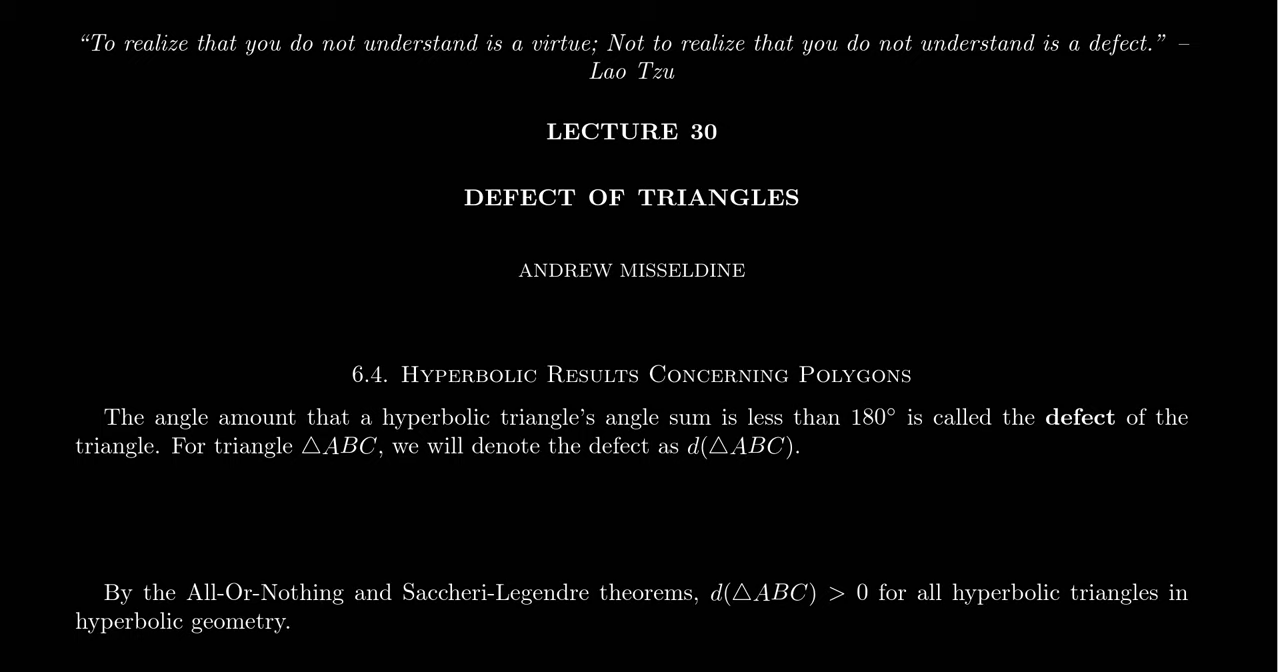 “To realize that you do not understand is a virtue; Not to realize that you do not understand is a defect.” –
Lao Tzu
LECTURE 30
DEFECT OF TRIANGLES
ANDREW MISSELDINE
6.4. Hyperbolic Results Concerning Polygons
The angle amount that a hyperbolic triangle’s angle sum is less than 180° is called the defect of the
triangle. For triangle △ABC, we will denote the defect as d(△ABC).
By the All-Or-Nothing and Saccheri-Legendre theorems, d(△ABC) > 0 for all hyperbolic triangles in
hyperbolic geometry.